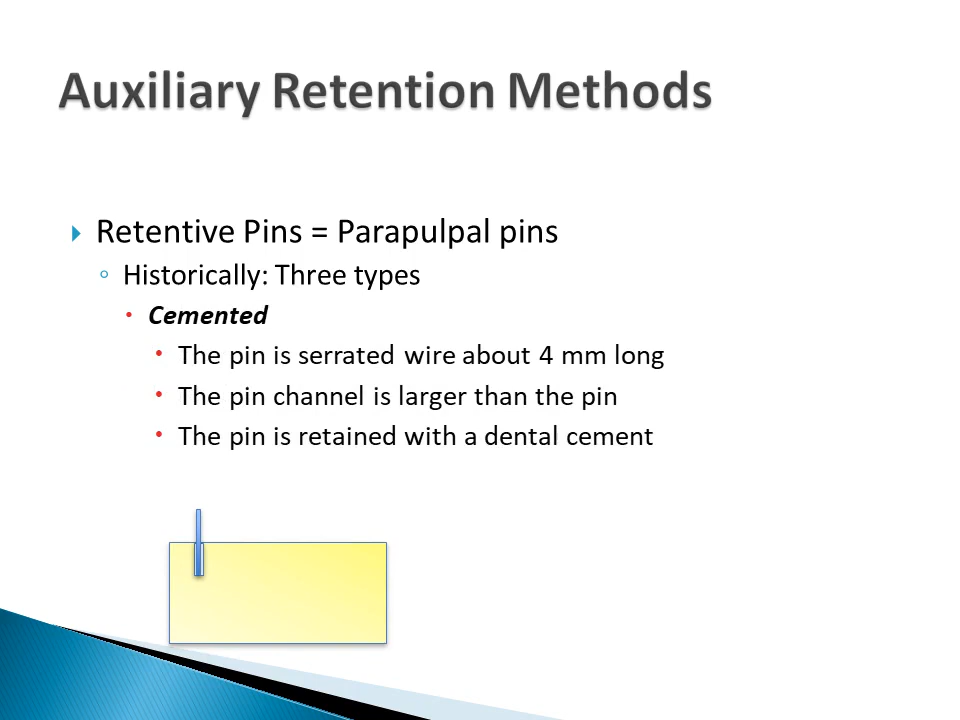 Auxiliary Retention Methods
Retentive Pins = Parapulpal pins
Historically: Three types
Cemented
The pin is serrated wire about 4 mm long
The pin channel is larger than the pin
The pin is retained with a dental cement